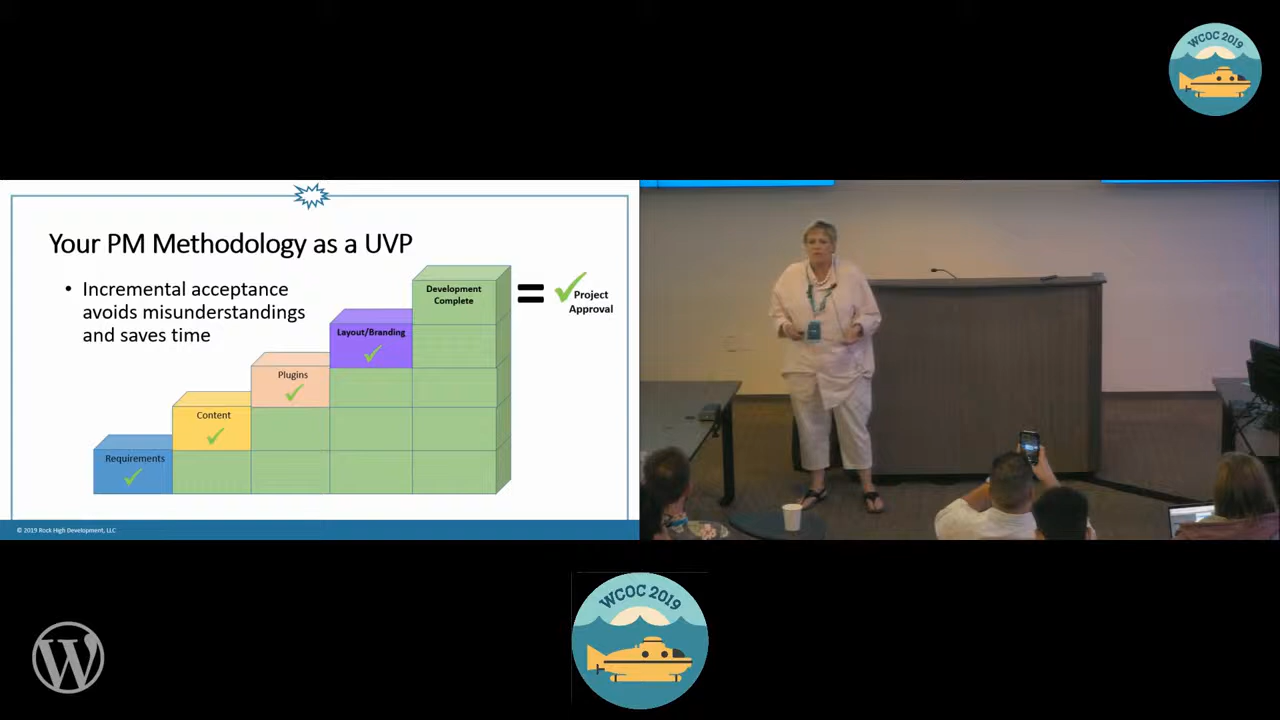 WCOC 2019
Your PM Methodology as a UVP
• Incremental acceptance
avoids misunderstandings
and saves time
Development
Complete
Project
Approval
Layout/Branding
Plugins
Content
Requirements
© 2019 Rock High Development, LLC
WCOC 2019
W